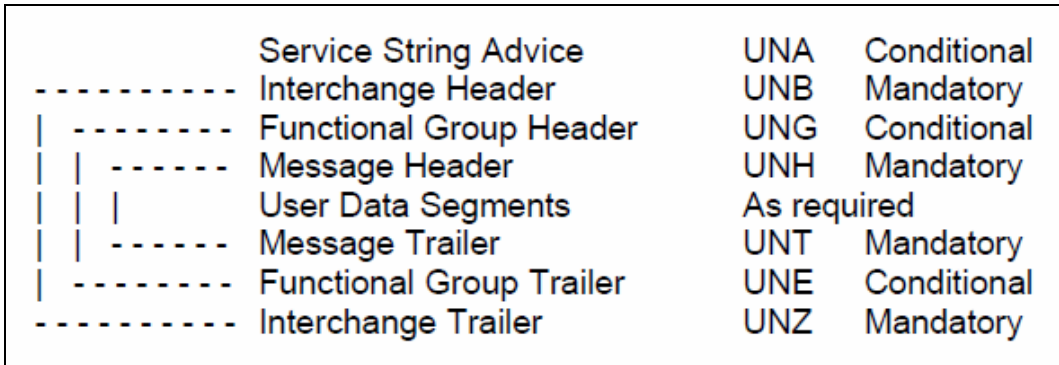 Service String Advice UNA Conditional
---------- Interchange Header UNB Mandatory
| -------- Functional Group Header UNG Conditional
| | ------ Message Header UNH Mandatory
| | | User Data Segments As required
| | ------ Message Trailer UNT Mandatory
| -------- Functional Group Trailer UNE Conditional
---------- Interchange Trailer UNZ Mandatory